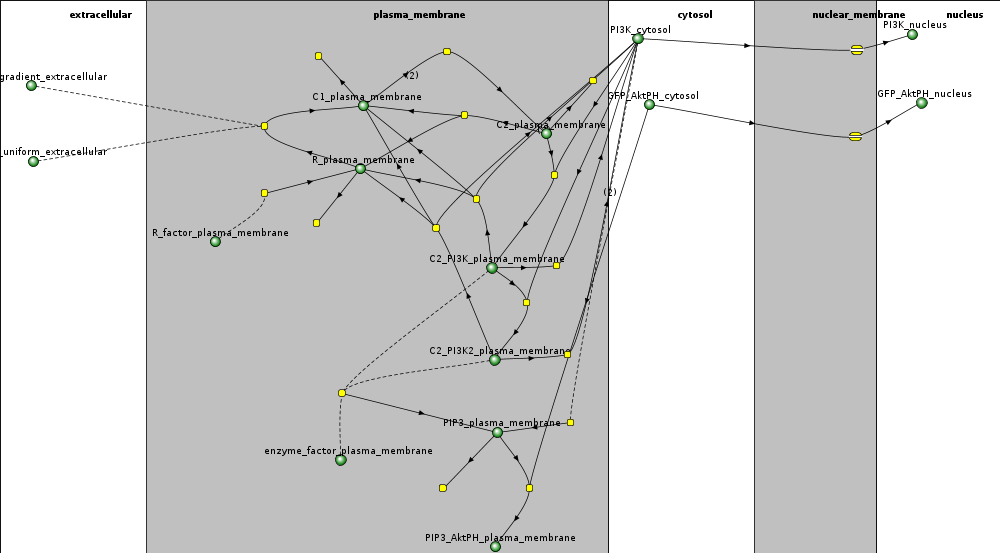 extracellular
plasma_membrane
cytosol
nuclear_membrane
nucleus
PI3K_cytosol
PI3K_nucleus
gradient_extracellular
(2)
C1_plasma_membrane
GFP_AktPH_cytosol
GFP_AktPH_nucleus
C2_plasma_membrane
_uniform_extracellular
R_plasma_membrane
(2)
R_factor_plasma_membrane
C2_PI3K_plasma_membrane
C2_PI3K2_plasma_membrane
PIP3_plasma_membrane
enzyme_factor_plasma_membrane
PIP3_AktPH_plasma_membrane